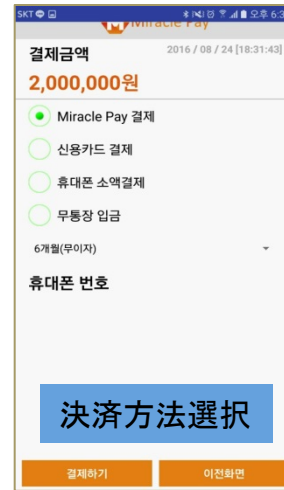 SKT
오후 6:3
Miracle Pay
결제금액
2016 / 08 / 24 [18:31:43]
2,000,000원
Miracle Pay 결제
신용카드 결제
휴대폰 소액결제
무통장 입금
6개월(무이자)
휴대폰 번호
決済方法選択
결제하기
이전화면